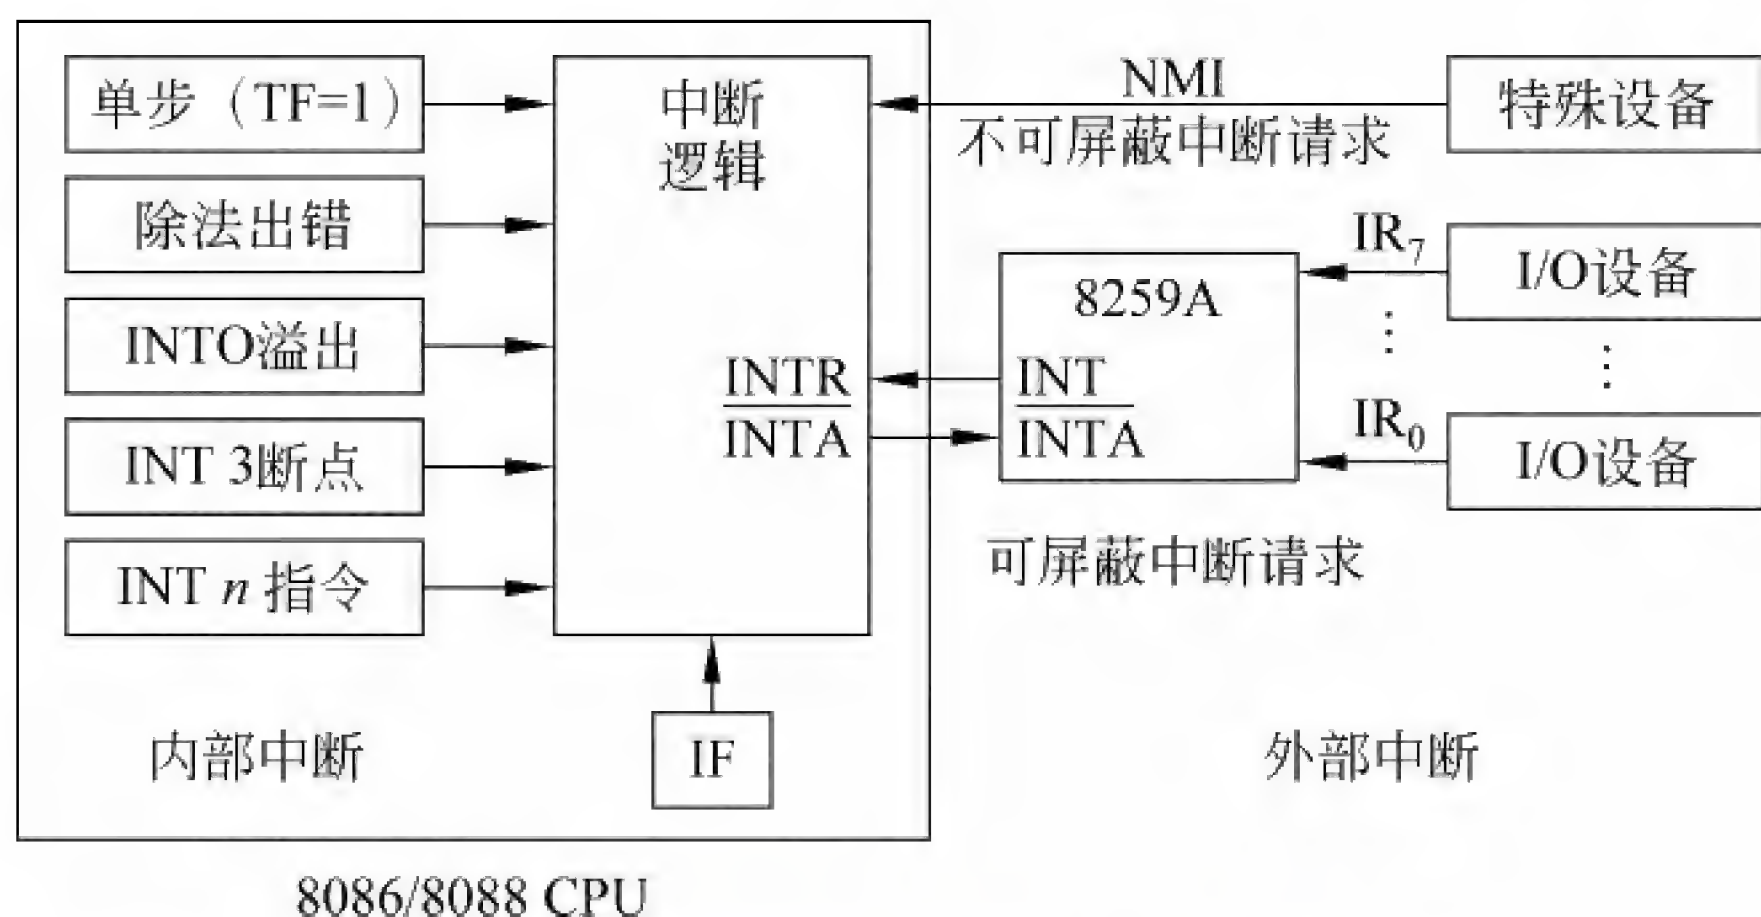 单步（TF=1）
除法出错
INTO溢出
INT 3断点
INT n 指令
内部中断
中断
逻辑
INTR
INTA
IF
8086/8088 CPU
NMI
不可屏蔽中断请求
特殊设备
8259A
INT
INTA
IR7
⋮
IR0
I/O设备
⋮
I/O设备
可屏蔽中断请求
外部中断